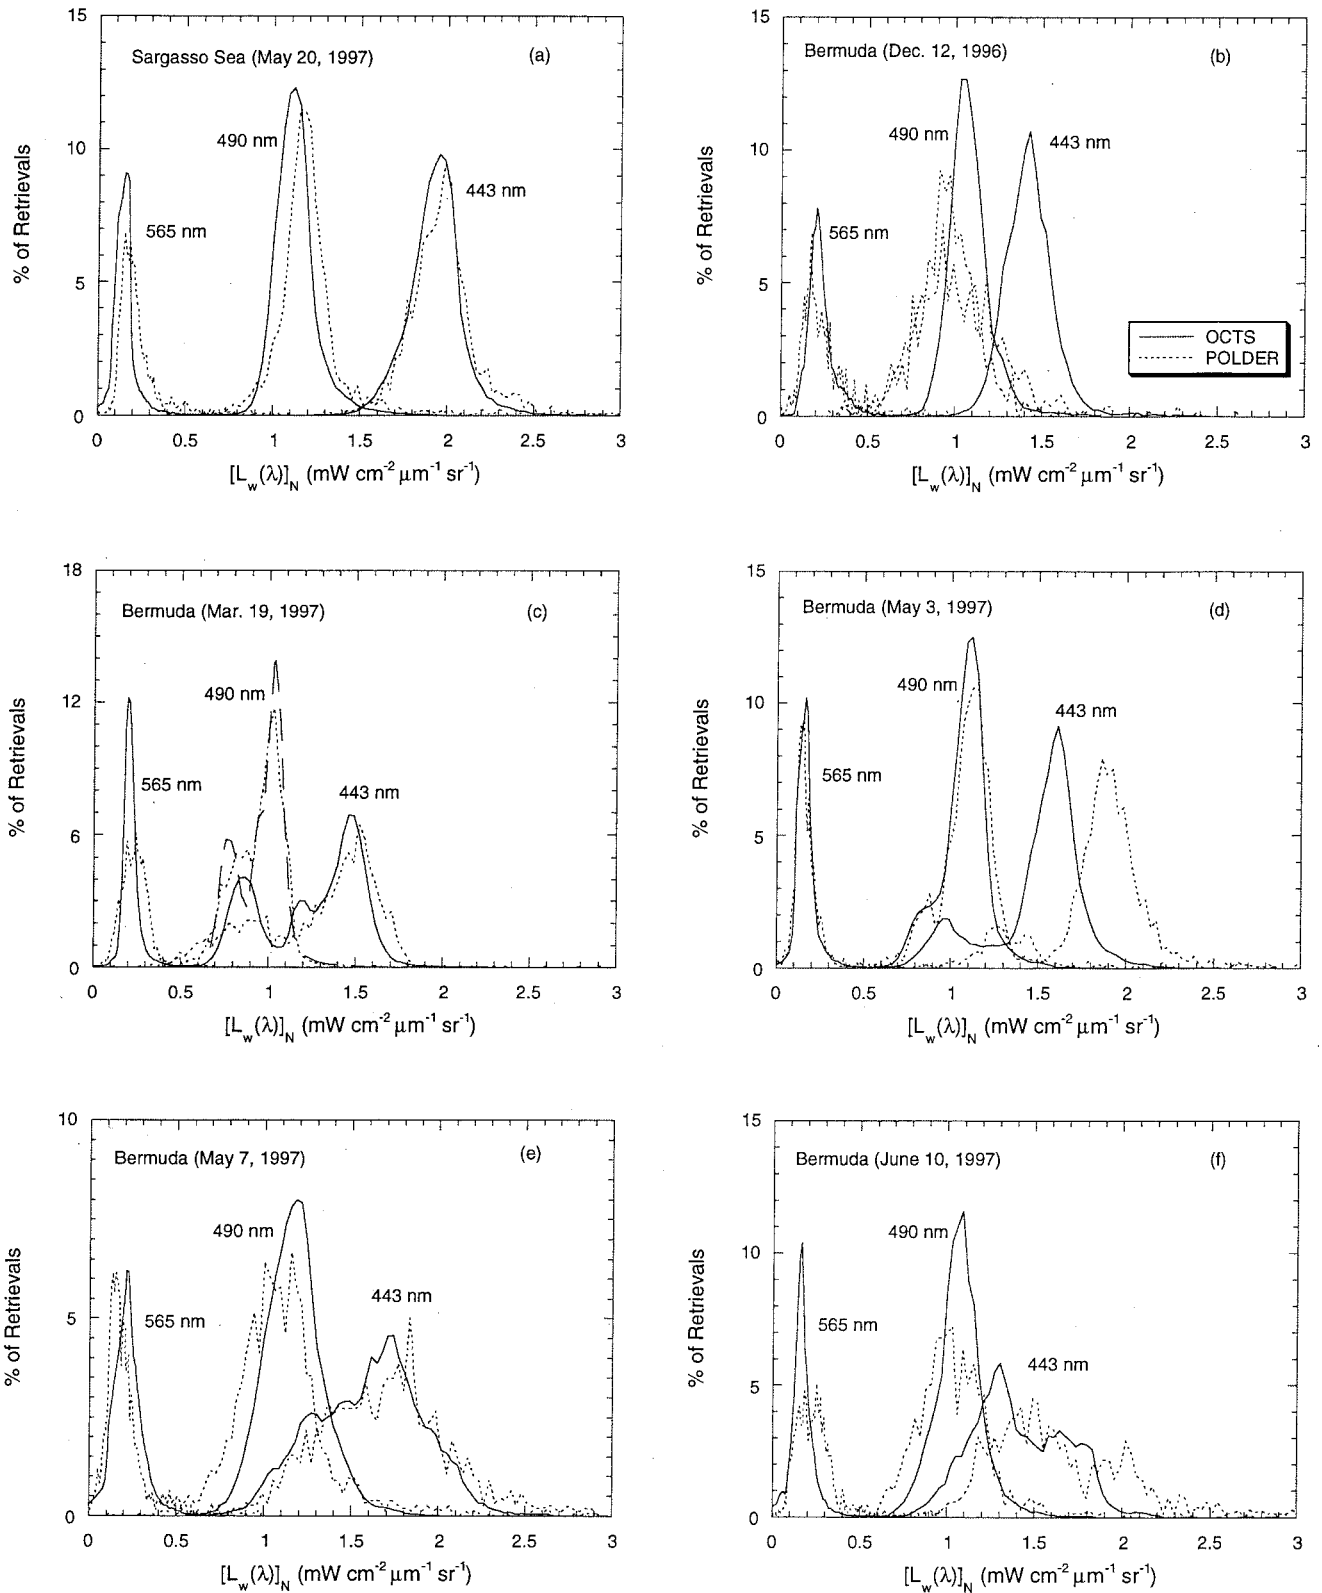 15
10
5
0
% of Retrievals
Sargasso Sea (May 20, 1997)
(a)
490 nm
443 nm
565 nm
0 0.5 1 1.5 2 2.5 3
[L_w(λ)]_N (mW cm⁻² µm⁻¹ sr⁻¹)
15
10
5
0
% of Retrievals
Bermuda (Dec. 12, 1996)
(b)
490 nm
443 nm
565 nm
OCTS
POLDER
0 0.5 1 1.5 2 2.5 3
[L_w(λ)]_N (mW cm⁻² µm⁻¹ sr⁻¹)
18
12
6
0
% of Retrievals
Bermuda (Mar. 19, 1997)
(c)
490 nm
565 nm
443 nm
0 0.5 1 1.5 2 2.5 3
[L_w(λ)]_N (mW cm⁻² µm⁻¹ sr⁻¹)
15
10
5
0
% of Retrievals
Bermuda (May 3, 1997)
(d)
490 nm
443 nm
565 nm
0 0.5 1 1.5 2 2.5 3
[L_w(λ)]_N (mW cm⁻² µm⁻¹ sr⁻¹)
10
5
0
% of Retrievals
Bermuda (May 7, 1997)
(e)
490 nm
443 nm
565 nm
0 0.5 1 1.5 2 2.5 3
[L_w(λ)]_N (mW cm⁻² µm⁻¹ sr⁻¹)
15
10
5
0
% of Retrievals
Bermuda (June 10, 1997)
(f)
490 nm
565 nm
443 nm
0 0.5 1 1.5 2 2.5 3
[L_w(λ)]_N (mW cm⁻² µm⁻¹ sr⁻¹)